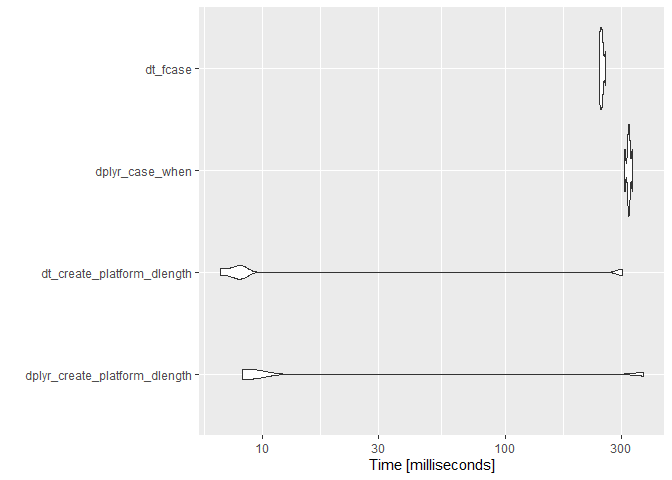 dt_fcase
dplyr_case_when
dt_create_platform_dlength
dplyr_create_platform_dlength
10 30 100 300
Time [milliseconds]